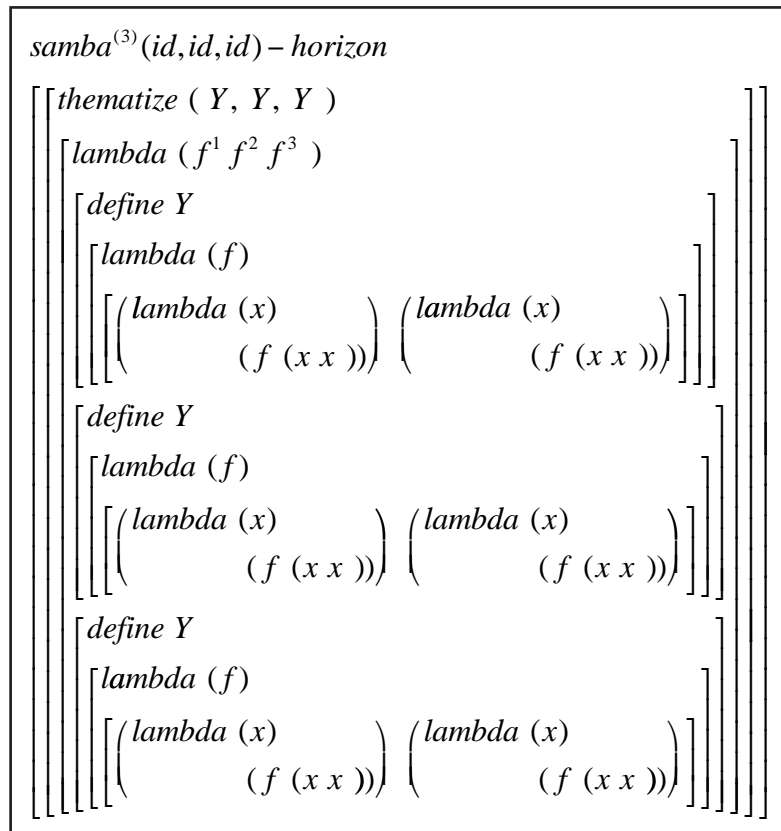 samba⁽³⁾(id,id,id) – horizon
thematize ( Y, Y, Y )
lambda (f¹ f² f³ )
define Y
lambda (f)
(lambda (x) (lambda (x)
(f (x x ))) (f (x x )))
define Y
lambda (f)
(lambda (x) (lambda (x)
(f (x x ))) (f (x x )))
define Y
lambda (f)
(lambda (x) (lambda (x)
(f (x x ))) (f (x x )))